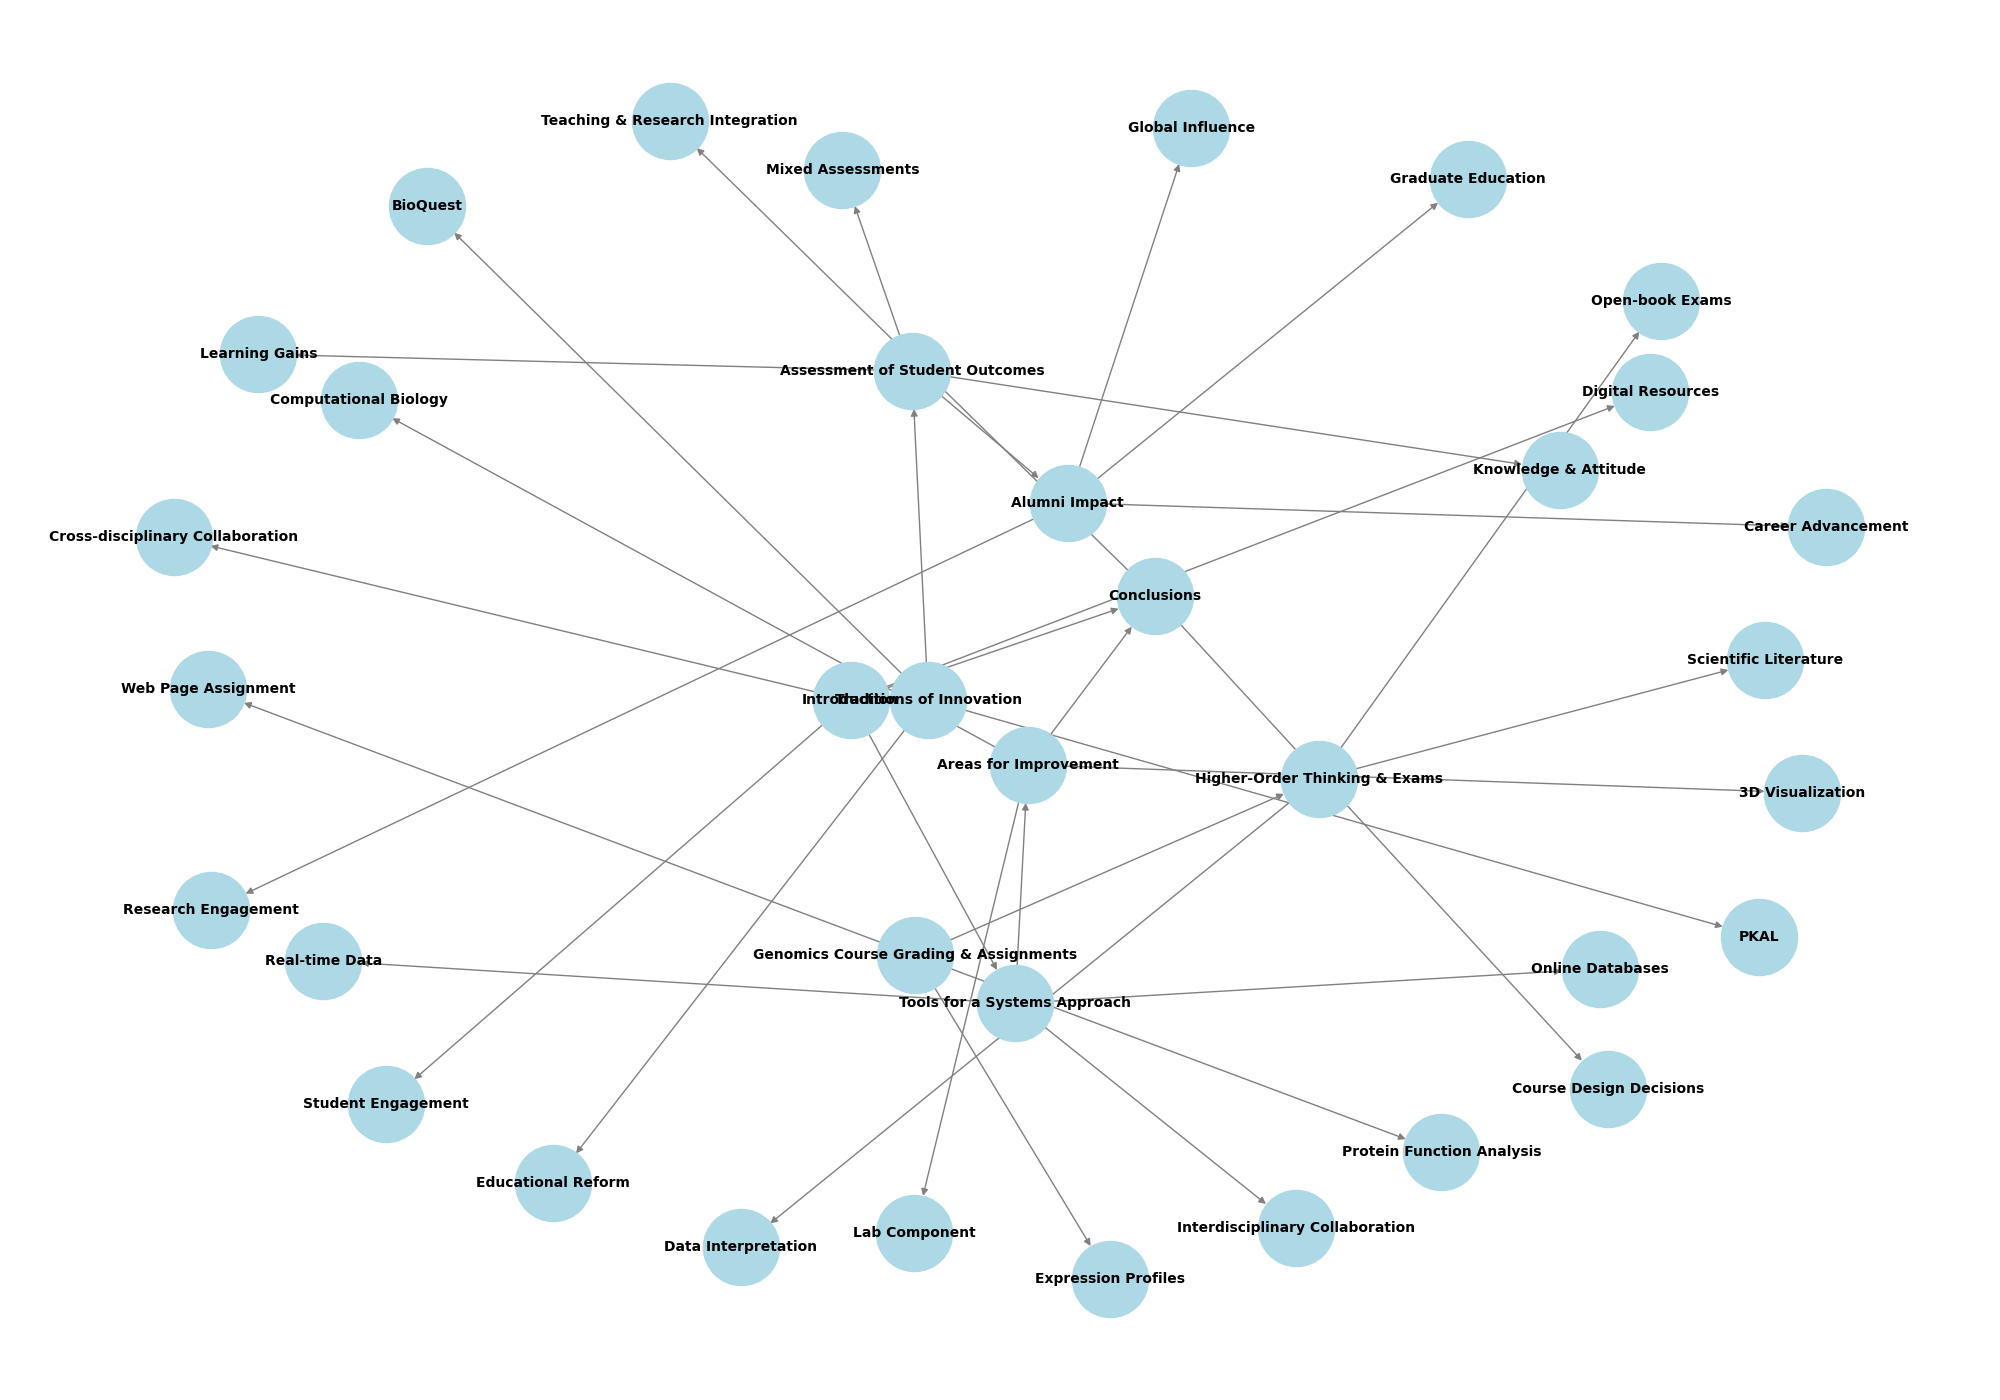 Teaching & Research Integration
Global Influence
Mixed Assessments
Graduate Education
BioQuest
Open-book Exams
Learning Gains
Assessment of Student Outcomes
Digital Resources
Computational Biology
Knowledge & Attitude
Alumni Impact
Career Advancement
Cross-disciplinary Collaboration
Conclusions
Scientific Literature
Web Page Assignment
Introduction
Traditions of Innovation
Areas for Improvement
Higher-Order Thinking & Exams
3D Visualization
Research Engagement
PKAL
Genomics Course Grading & Assignments
Real-time Data
Online Databases
Tools for a Systems Approach
Course Design Decisions
Student Engagement
Protein Function Analysis
Educational Reform
Interdisciplinary Collaboration
Lab Component
Data Interpretation
Expression Profiles